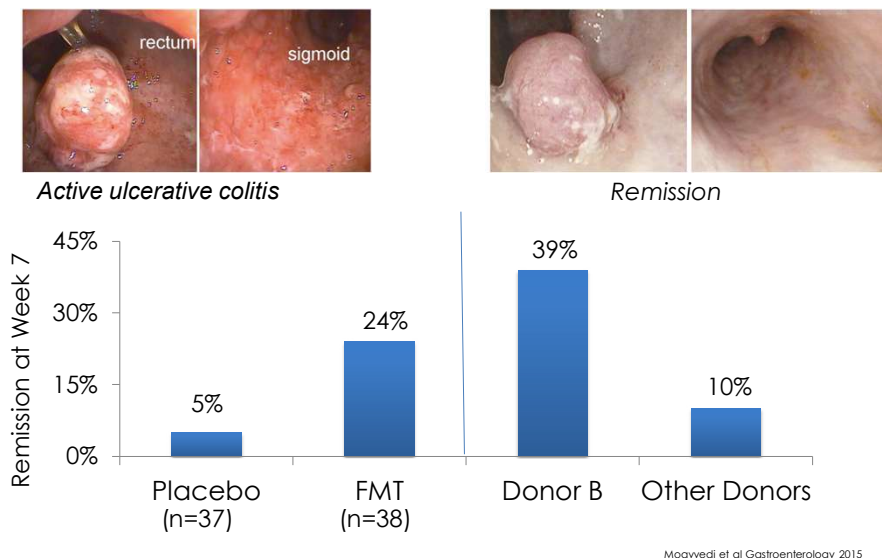 rectum
sigmoid
Active ulcerative colitis
Remission
Remission at Week 7
45%
30%
15%
0%
5%
24%
39%
10%
Placebo
(n=37)
FMT
(n=38)
Donor B
Other Donors
Moayyedi et al Gastroenterology 2015